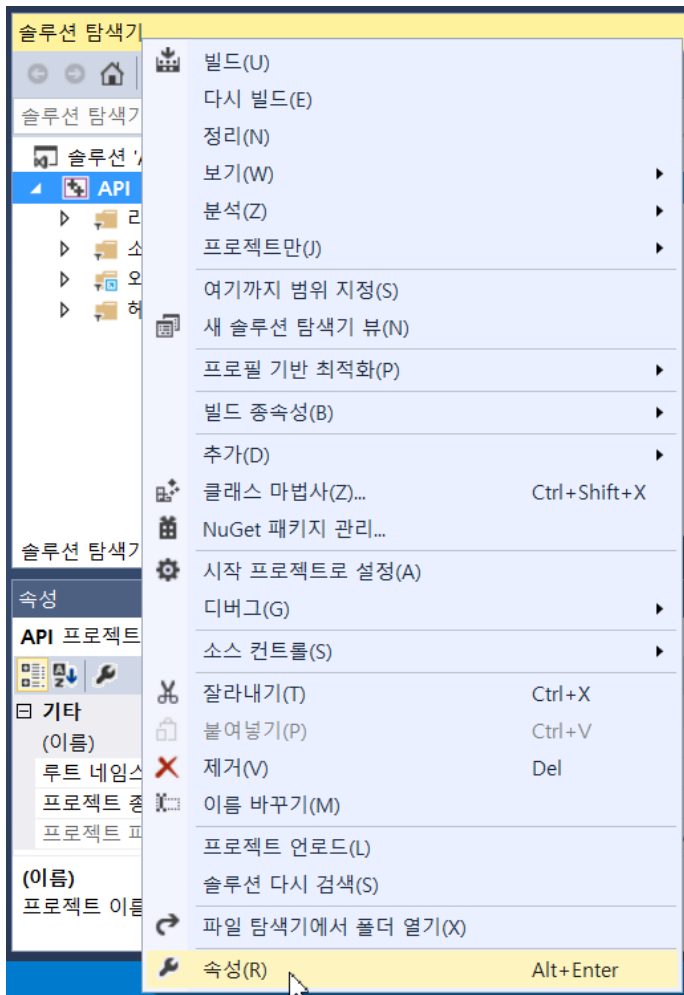 솔루션 탐색기
솔루션 탐색기
솔루션
API
솔루션 탐색기
속성
API 프로젝트
기타
(이름)
루트
프로젝트
프로젝트
(이름)
프로젝트 이름
빌드(U)
다시 빌드(E)
정리(N)
보기(W)
분석(Z)
프로젝트만(J)
여기까지 범위 지정(S)
새 솔루션 탐색기 뷰(N)
프로필 기반 최적화(P)
빌드 종속성(B)
추가(D)
클래스 마법사(Z)... Ctrl+Shift+X
NuGet 패키지 관리...
시작 프로젝트로 설정(A)
디버그(G)
소스 컨트롤(S)
잘라내기(T) Ctrl+X
붙여넣기(P) Ctrl+V
제거(V) Del
이름 바꾸기(M)
프로젝트 언로드(L)
솔루션 다시 검색(S)
파일 탐색기에서 폴더 열기(X)
속성(R) Alt+Enter